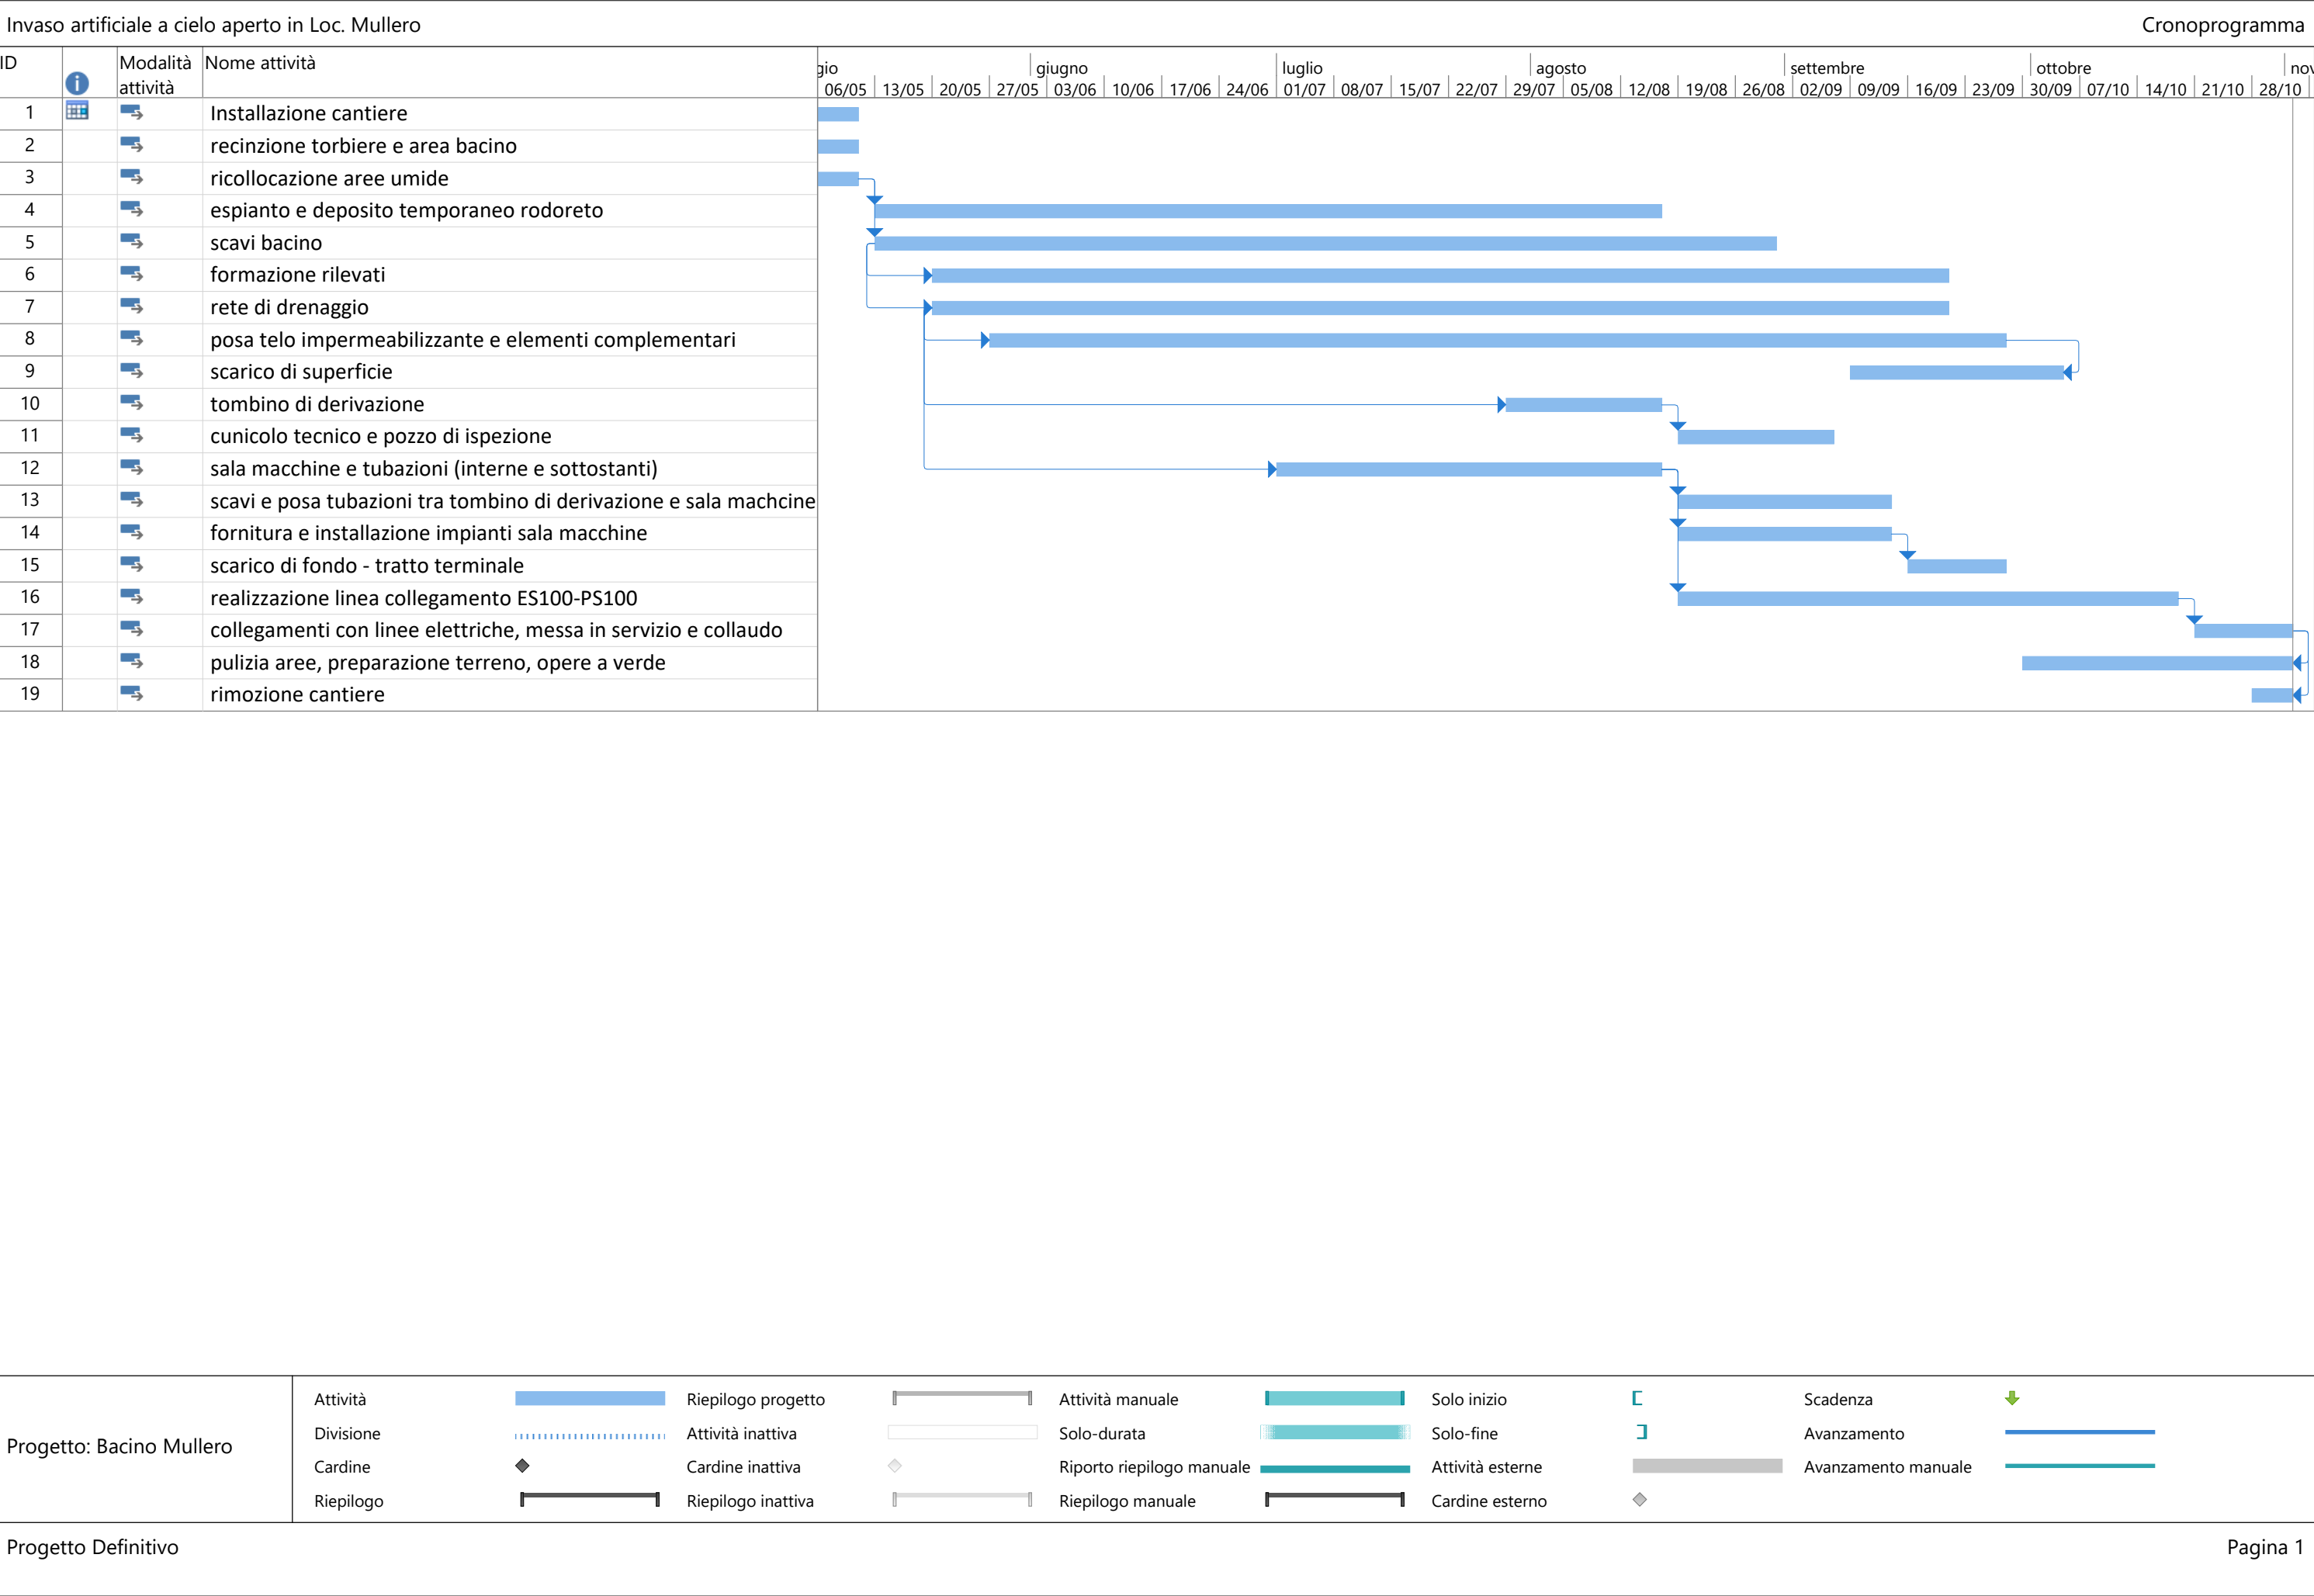 Invaso artificiale a cielo aperto in Loc. Mullero Cronoprogramma
ID Modalità attività Nome attività
gio giugno luglio agosto settembre ottobre nov
06/05 13/05 20/05 27/05 03/06 10/06 17/06 24/06 01/07 08/07 15/07 22/07 29/07 05/08 12/08 19/08 26/08 02/09 09/09 16/09 23/09 30/09 07/10 14/10 21/10 28/10
1 Installazione cantiere
2 recinzione torbiere e area bacino
3 ricollocazione aree umide
4 espianto e deposito temporaneo rodoreto
5 scavi bacino
6 formazione rilevati
7 rete di drenaggio
8 posa telo impermeabilizzante e elementi complementari
9 scarico di superficie
10 tombino di derivazione
11 cunicolo tecnico e pozzo di ispezione
12 sala macchine e tubazioni (interne e sottostanti)
13 scavi e posa tubazioni tra tombino di derivazione e sala machcine
14 fornitura e installazione impianti sala macchine
15 scarico di fondo - tratto terminale
16 realizzazione linea collegamento ES100-PS100
17 collegamenti con linee elettriche, messa in servizio e collaudo
18 pulizia aree, preparazione terreno, opere a verde
19 rimozione cantiere
Progetto: Bacino Mullero
Attività Riepilogo progetto Attività manuale Solo inizio Scadenza
Divisione Attività inattiva Solo-durata Solo-fine Avanzamento
Cardine Cardine inattiva Riporto riepilogo manuale Attività esterne Avanzamento manuale
Riepilogo Riepilogo inattiva Riepilogo manuale Cardine esterno
Progetto Definitivo Pagina 1